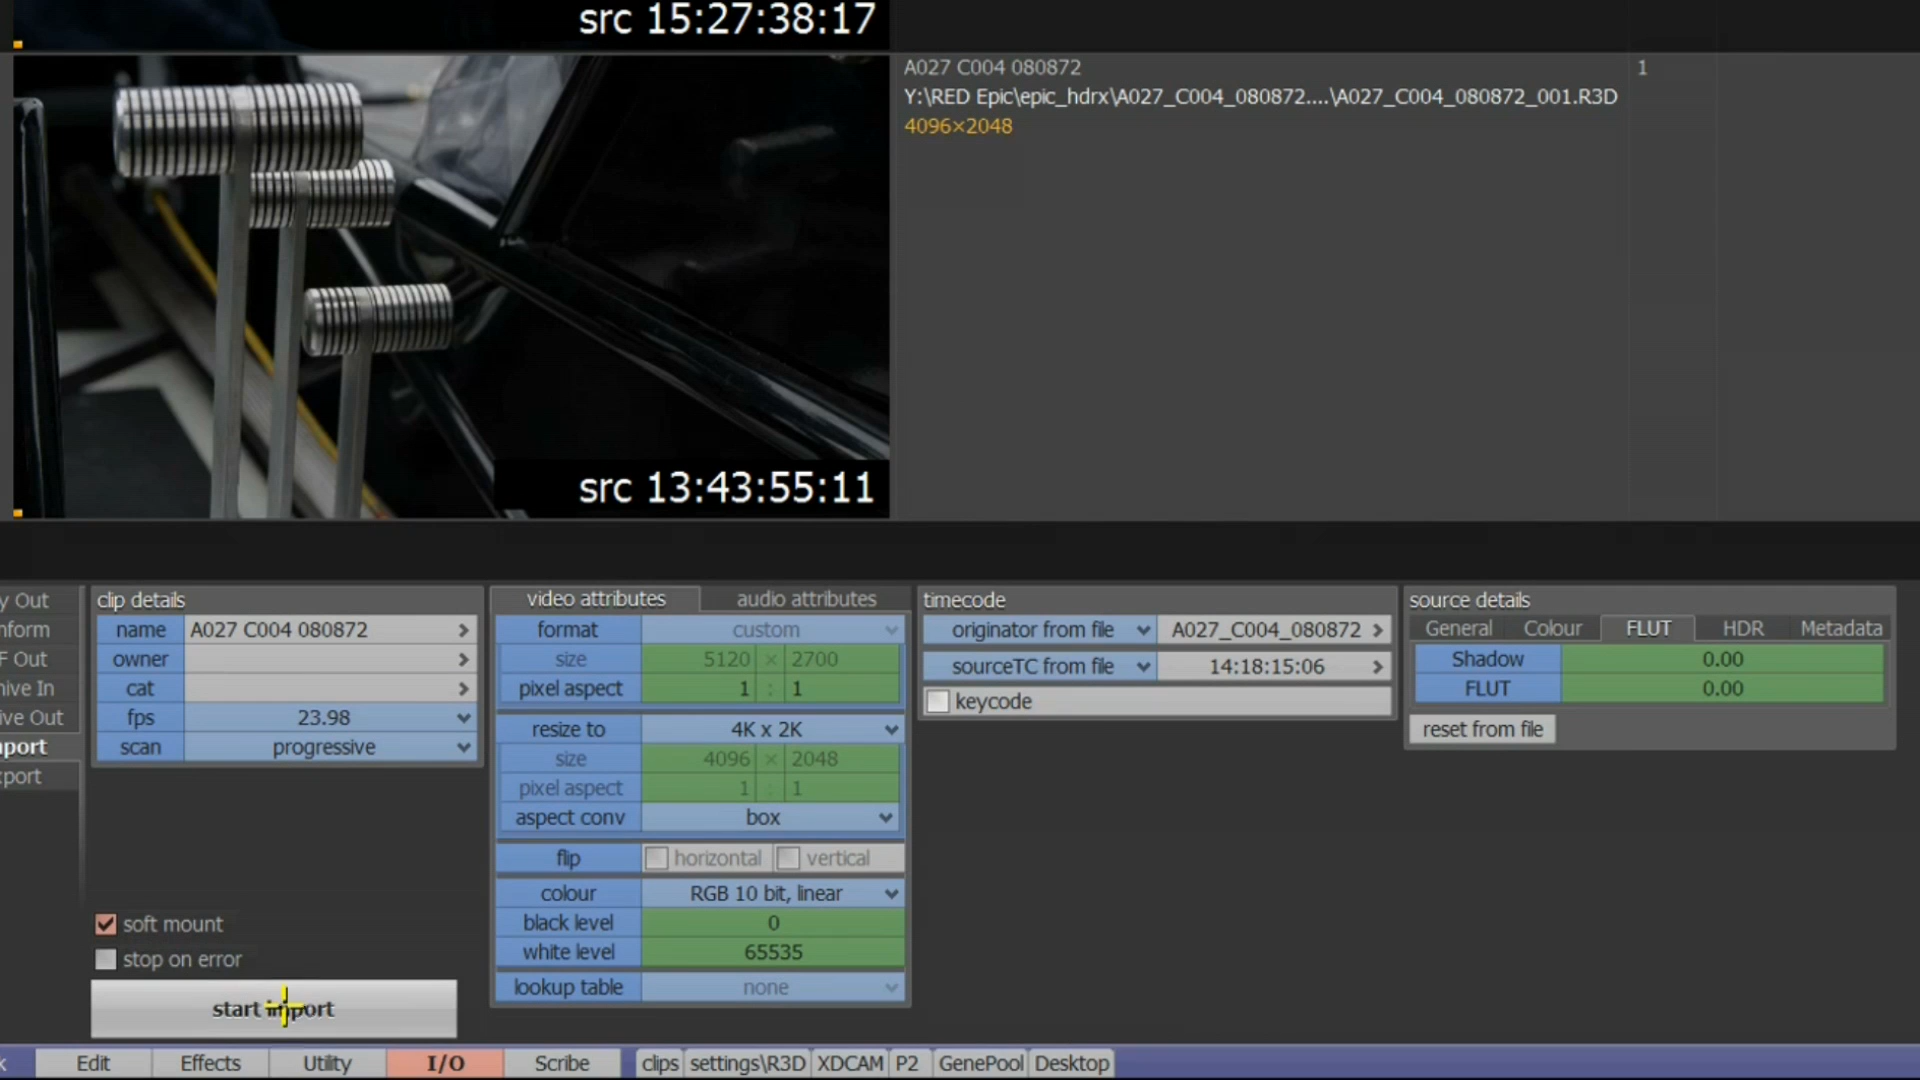 src 15:27:38:17
A027 C004 080872 1
Y:\RED Epic\epic_hdrx\A027_C004_080872....\A027_C004_080872_001.R3D
4096×2048
src 13:43:55:11
y Out
nform
F Out
hive In
ive Out
port
xport
clip details
name A027 C004 080872
owner
cat
fps 23.98
scan progressive
soft mount
stop on error
start import
video attributes audio attributes
format custom
size 5120 × 2700
pixel aspect 1 : 1
resize to 4K x 2K
size 4096 × 2048
pixel aspect 1 : 1
aspect conv box
flip horizontal vertical
colour RGB 10 bit, linear
black level 0
white level 65535
lookup table none
timecode
originator from file A027_C004_080872
sourceTC from file 14:18:15:06
keycode
source details
General Colour FLUT HDR Metadata
Shadow 0.00
FLUT 0.00
reset from file
k Edit Effects Utility I/O Scribe clips settings\R3D XDCAM P2 GenePool Desktop